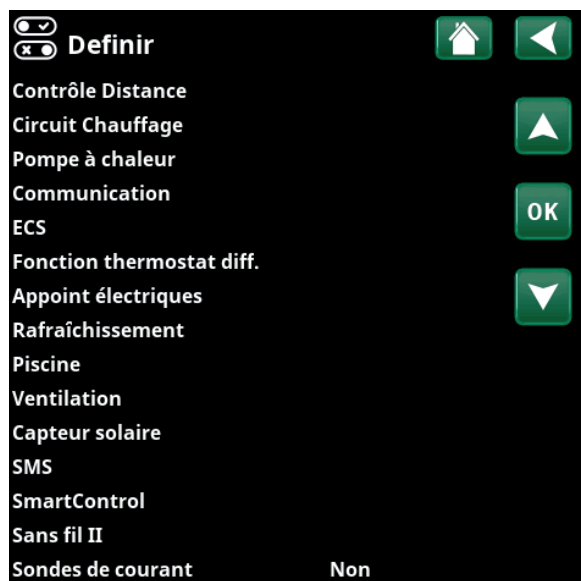 Definir
Contrôle Distance
Circuit Chauffage
Pompe à chaleur
Communication
OK
ECS
Fonction thermostat diff.
Appoint électriques
Rafraîchissement
Piscine
Ventilation
Capteur solaire
SMS
SmartControl
Sans fil II
Sondes de courant Non